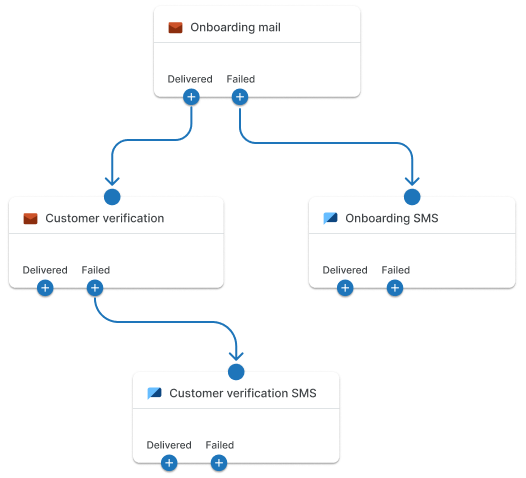 Onboarding mail
Delivered Failed
Customer verification
Delivered Failed
Onboarding SMS
Delivered Failed
Customer verification SMS
Delivered Failed